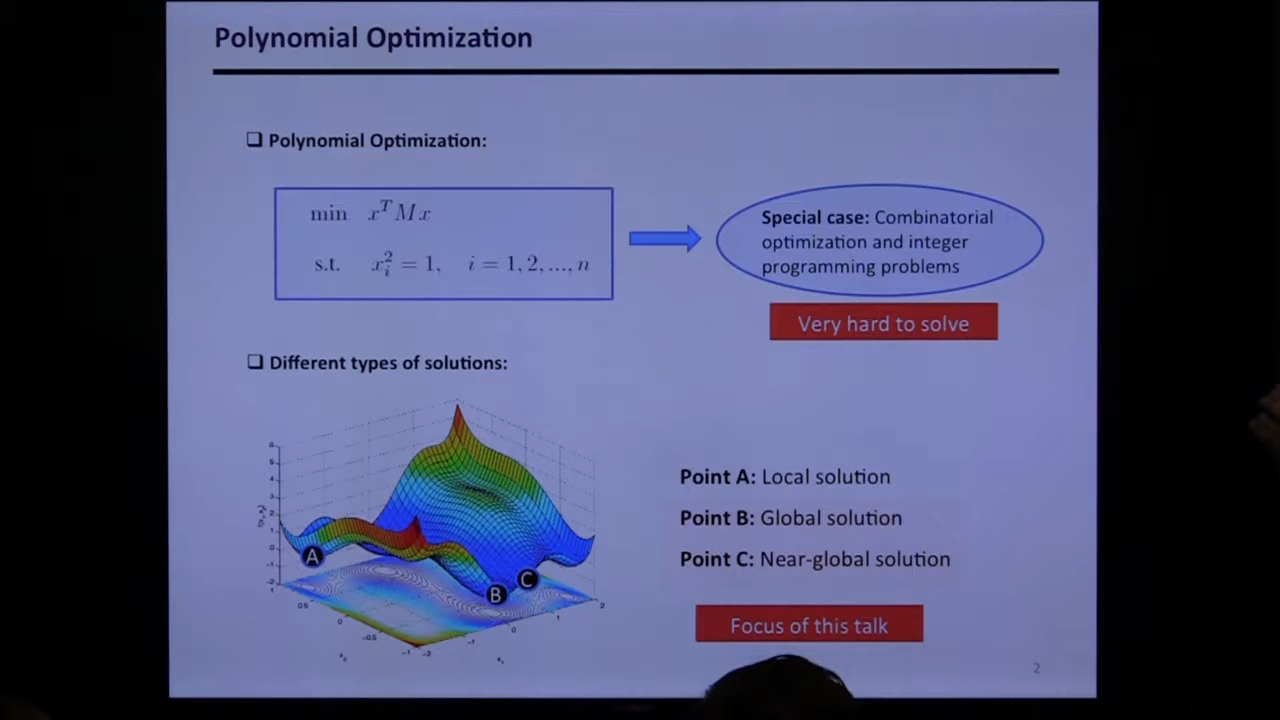 Polynomial Optimization
❑ Polynomial Optimization:
min x^T M x
s.t. x_i^2 = 1, i = 1, 2, ..., n
Special case: Combinatorial
optimization and integer
programming problems
Very hard to solve
❑ Different types of solutions:
A
B
C
Point A: Local solution
Point B: Global solution
Point C: Near-global solution
Focus of this talk
2